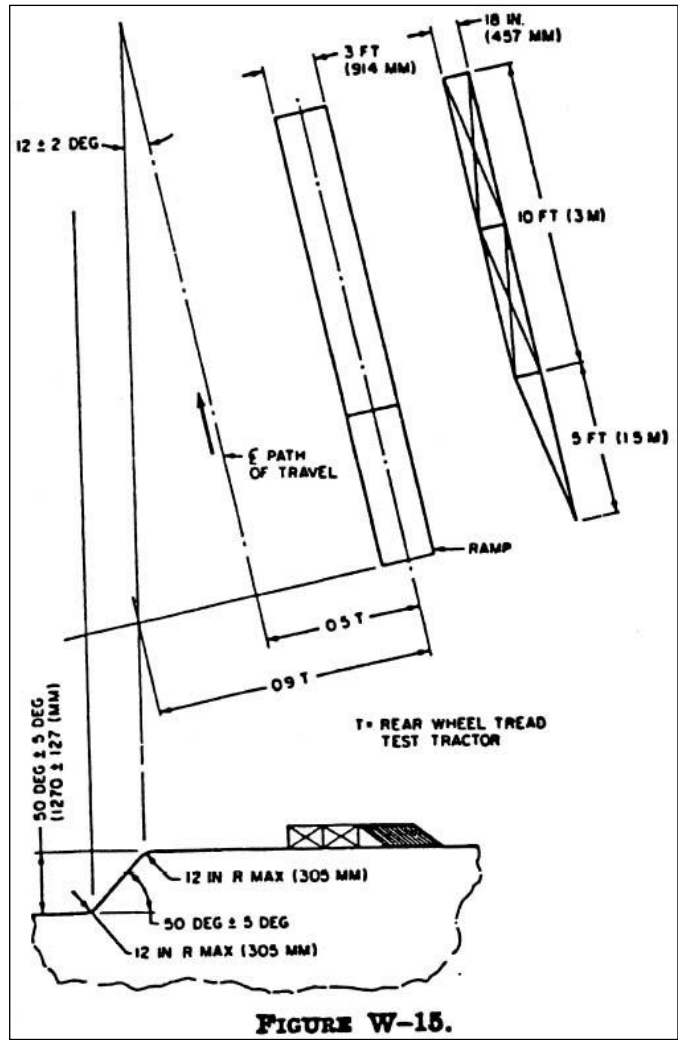 18 IN.
(457 MM)
3 FT
(914 MM)
12 ± 2 DEG
10 FT (3 M)
5 FT (1.5 M)
℄ PATH
OF TRAVEL
RAMP
0.5 T
0.9 T
T= REAR WHEEL TREAD
TEST TRACTOR
50 DEG ± 5 DEG
(1270 ± 127 (MM)
12 IN R MAX (305 MM)
50 DEG ± 5 DEG
12 IN R MAX (305 MM)
FIGURE W-15.